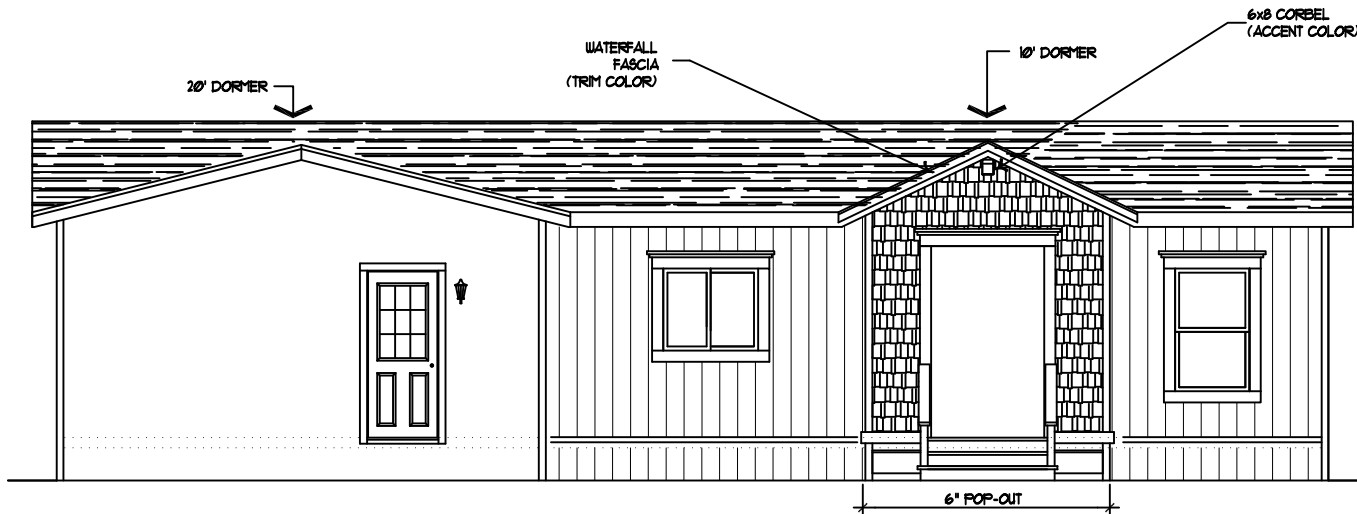 6x8 CORBEL
(ACCENT COLOR)
WATERFALL
FASCIA
(TRIM COLOR)
10' DORMER
20' DORMER
6" POP-OUT